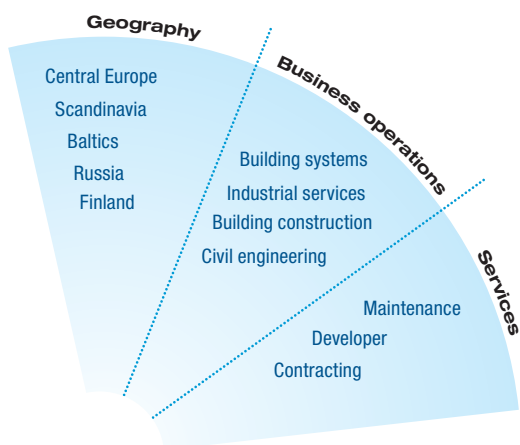 Geography
Central Europe
Scandinavia
Baltics
Russia
Finland
Business operations
Building systems
Industrial services
Building construction
Civil engineering
Services
Maintenance
Developer
Contracting